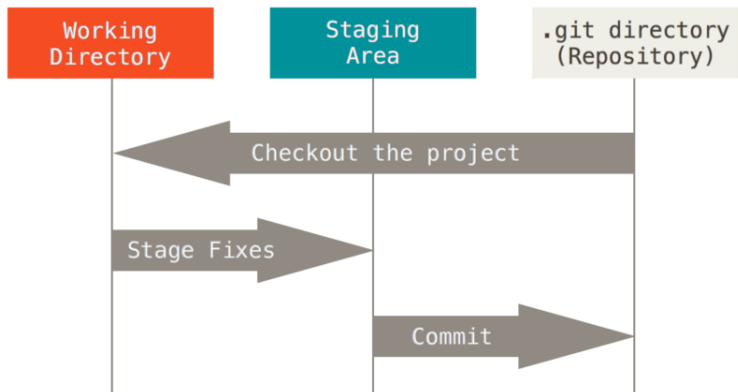 Working
Directory
Staging
Area
.git directory
(Repository)
Checkout the project
Stage Fixes
Commit